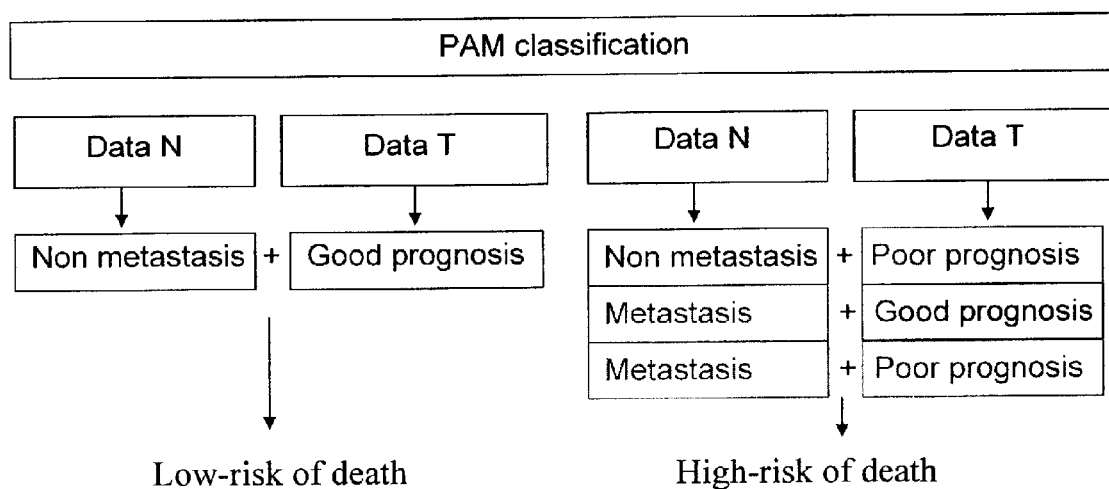 PAM classification
Data N
Data T
Data N
Data T
Non metastasis + Good prognosis
Non metastasis + Poor prognosis
Metastasis + Good prognosis
Metastasis + Poor prognosis
Low-risk of death
High-risk of death